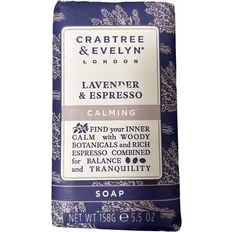 CRABTREE
& EVELYN®
LONDON
LAVENDER
& ESPRESSO
CALMING
FIND your INNER
CALM with WOODY
BOTANICALS and RICH
ESPRESSO COMBINED
for BALANCE and
TRANQUILITY
SOAP
NET WT 158G e 5.5 OZ